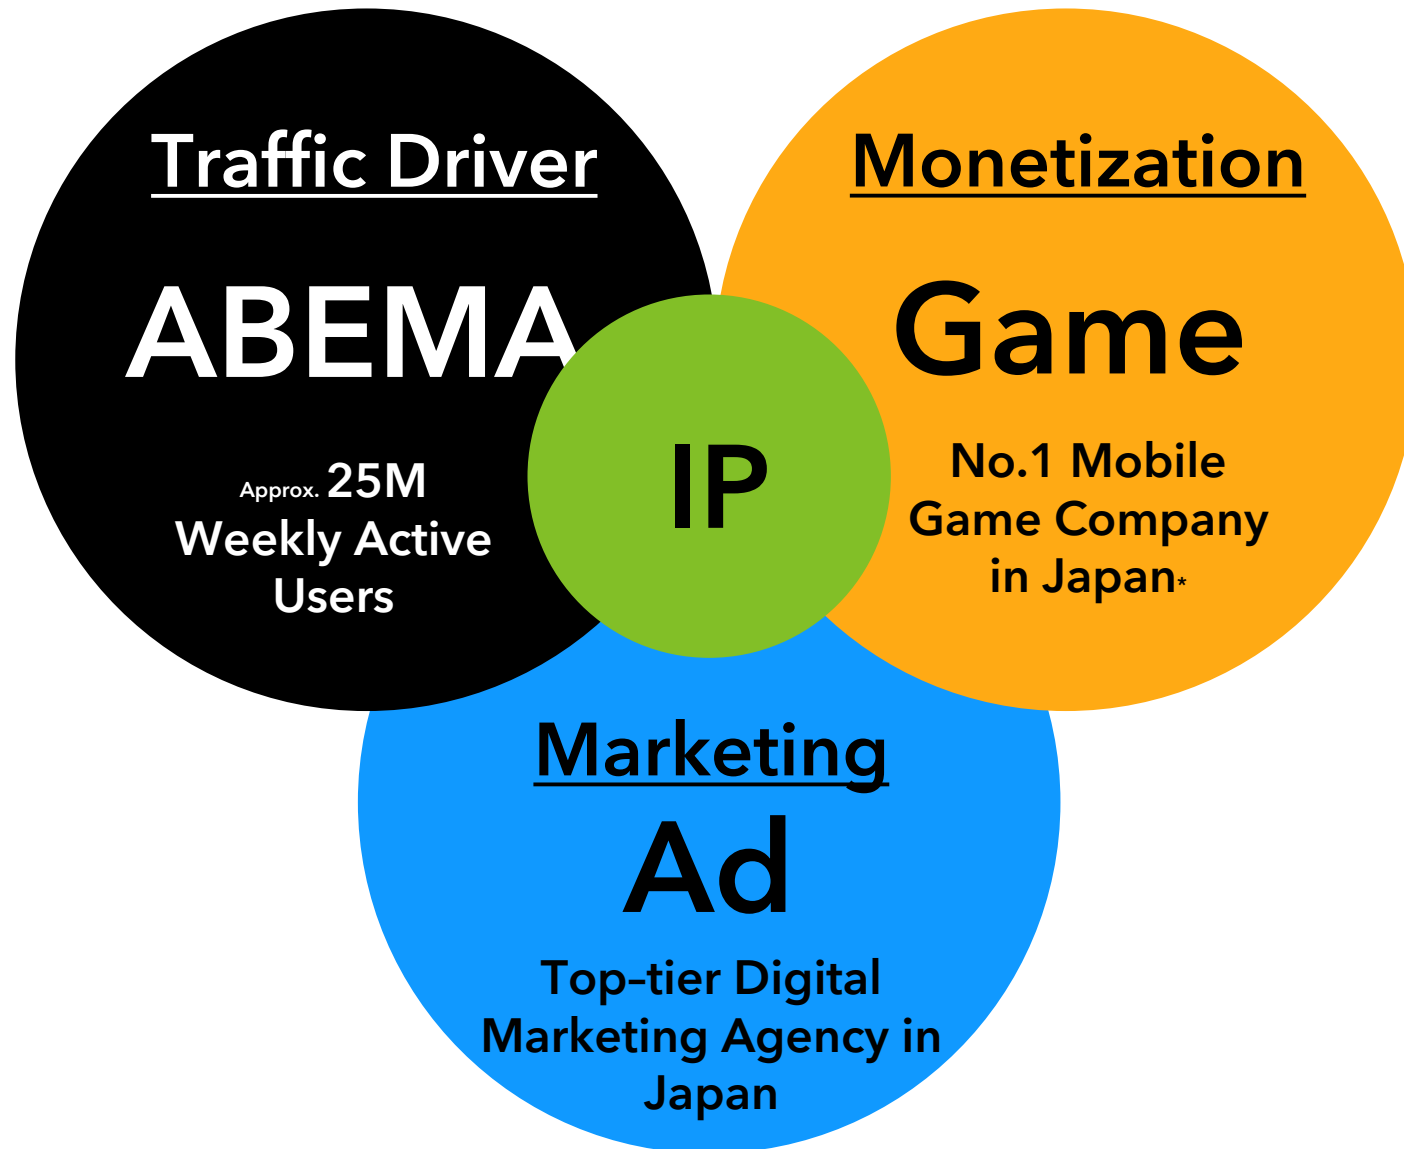 Traffic Driver
ABEMA
Approx. 25M
Weekly Active
Users
Monetization
Game
No.1 Mobile
Game Company
in Japan*
IP
Marketing
Ad
Top-tier Digital
Marketing Agency in
Japan